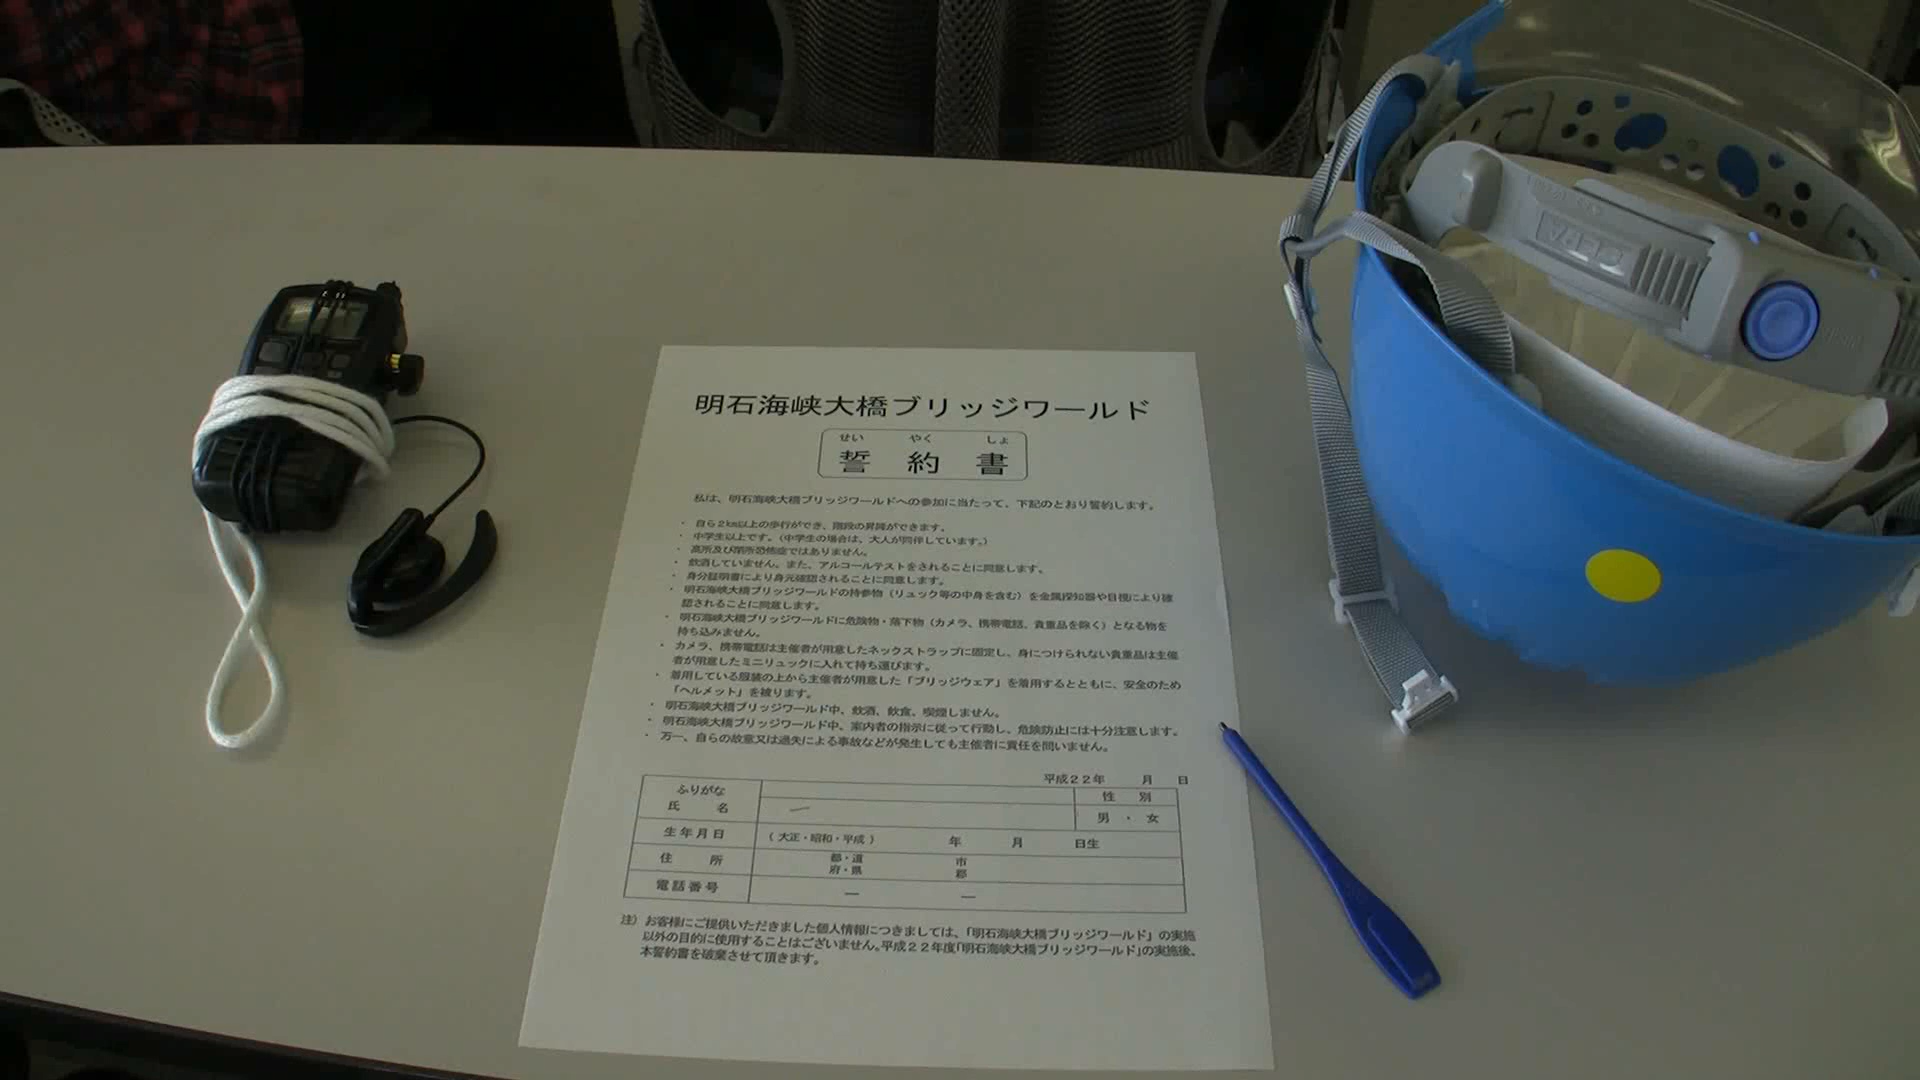 明石海峡大橋ブリッジワールド
せい やく しょ
誓 約 書
私は、明石海峡大橋ブリッジワールドへの参加に当たって、下記のとおり誓約します。
・ 自ら2km以上の歩行ができ、階段の昇降ができます。
・ 中学生以上です。（中学生の場合は、大人が同伴しています。）
・ 高所及び閉所恐怖症ではありません。
・ 飲酒していません。また、アルコールテストをされることに同意します。
・ 身分証明書により身元確認されることに同意します。
・ 明石海峡大橋ブリッジワールドの持参物（リュック等の中身を含む）を金属探知器や目視により確
認されることに同意します。
・ 明石海峡大橋ブリッジワールドに危険物・落下物（カメラ、携帯電話、貴重品を除く）となる物を
持ち込みません。
・ カメラ、携帯電話は主催者が用意したネックストラップに固定し、身につけられない貴重品は主催
者が用意したミニリュックに入れて持ち運びます。
・ 着用している服装の上から主催者が用意した「ブリッジウェア」を着用するとともに、安全のため
「ヘルメット」を被ります。
・ 明石海峡大橋ブリッジワールド中、飲酒、飲食、喫煙しません。
・ 明石海峡大橋ブリッジワールド中、案内者の指示に従って行動し、危険防止には十分注意します。
・ 万一、自らの故意又は過失による事故などが発生しても主催者に責任を問いません。
平成22年 月 日
ふりがな 性 別
氏 名 男 ・ 女
生年月日 （大正・昭和・平成） 年 月 日生
住 所 都・道 市
府・県 郡
電話番号 ― ―
注）お客様にご提供いただきました個人情報につきましては、「明石海峡大橋ブリッジワールド」の実施
以外の目的に使用することはございません。平成22年度「明石海峡大橋ブリッジワールド」の実施後、
本誓約書を破棄させて頂きます。